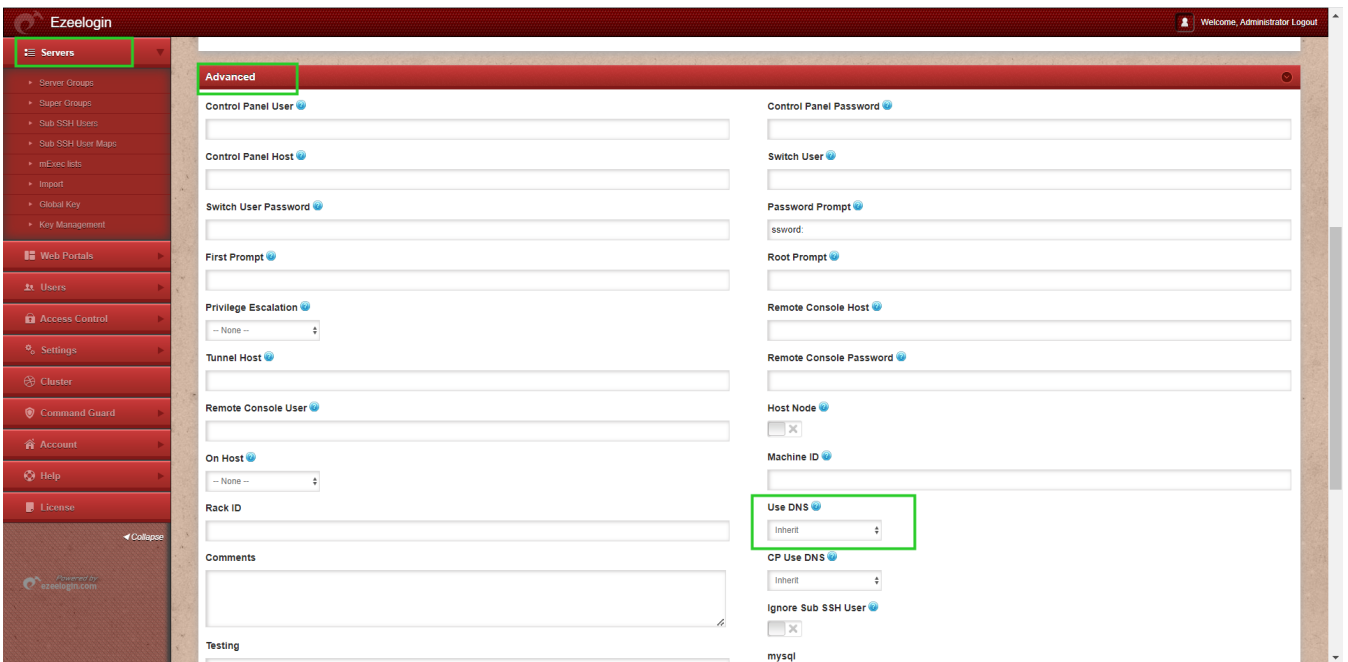 Ezeelogin
Welcome, Administrator Logout
Servers
Server Groups
Super Groups
Sub SSH Users
Sub SSH User Maps
mExec lists
Import
Global Key
Key Management
Web Portals
Users
Access Control
Settings
Cluster
Command Guard
Account
Help
License
Collapse
Powered by
ezeelogin.com
Advanced
Control Panel User
Control Panel Password
Control Panel Host
Switch User
Switch User Password
Password Prompt
ssword:
First Prompt
Root Prompt
Privilege Escalation
-- None --
Remote Console Host
Tunnel Host
Remote Console Password
Remote Console User
Host Node
On Host
-- None --
Machine ID
Rack ID
Use DNS
Inherit
Comments
CP Use DNS
Inherit
Ignore Sub SSH User
Testing
mysql